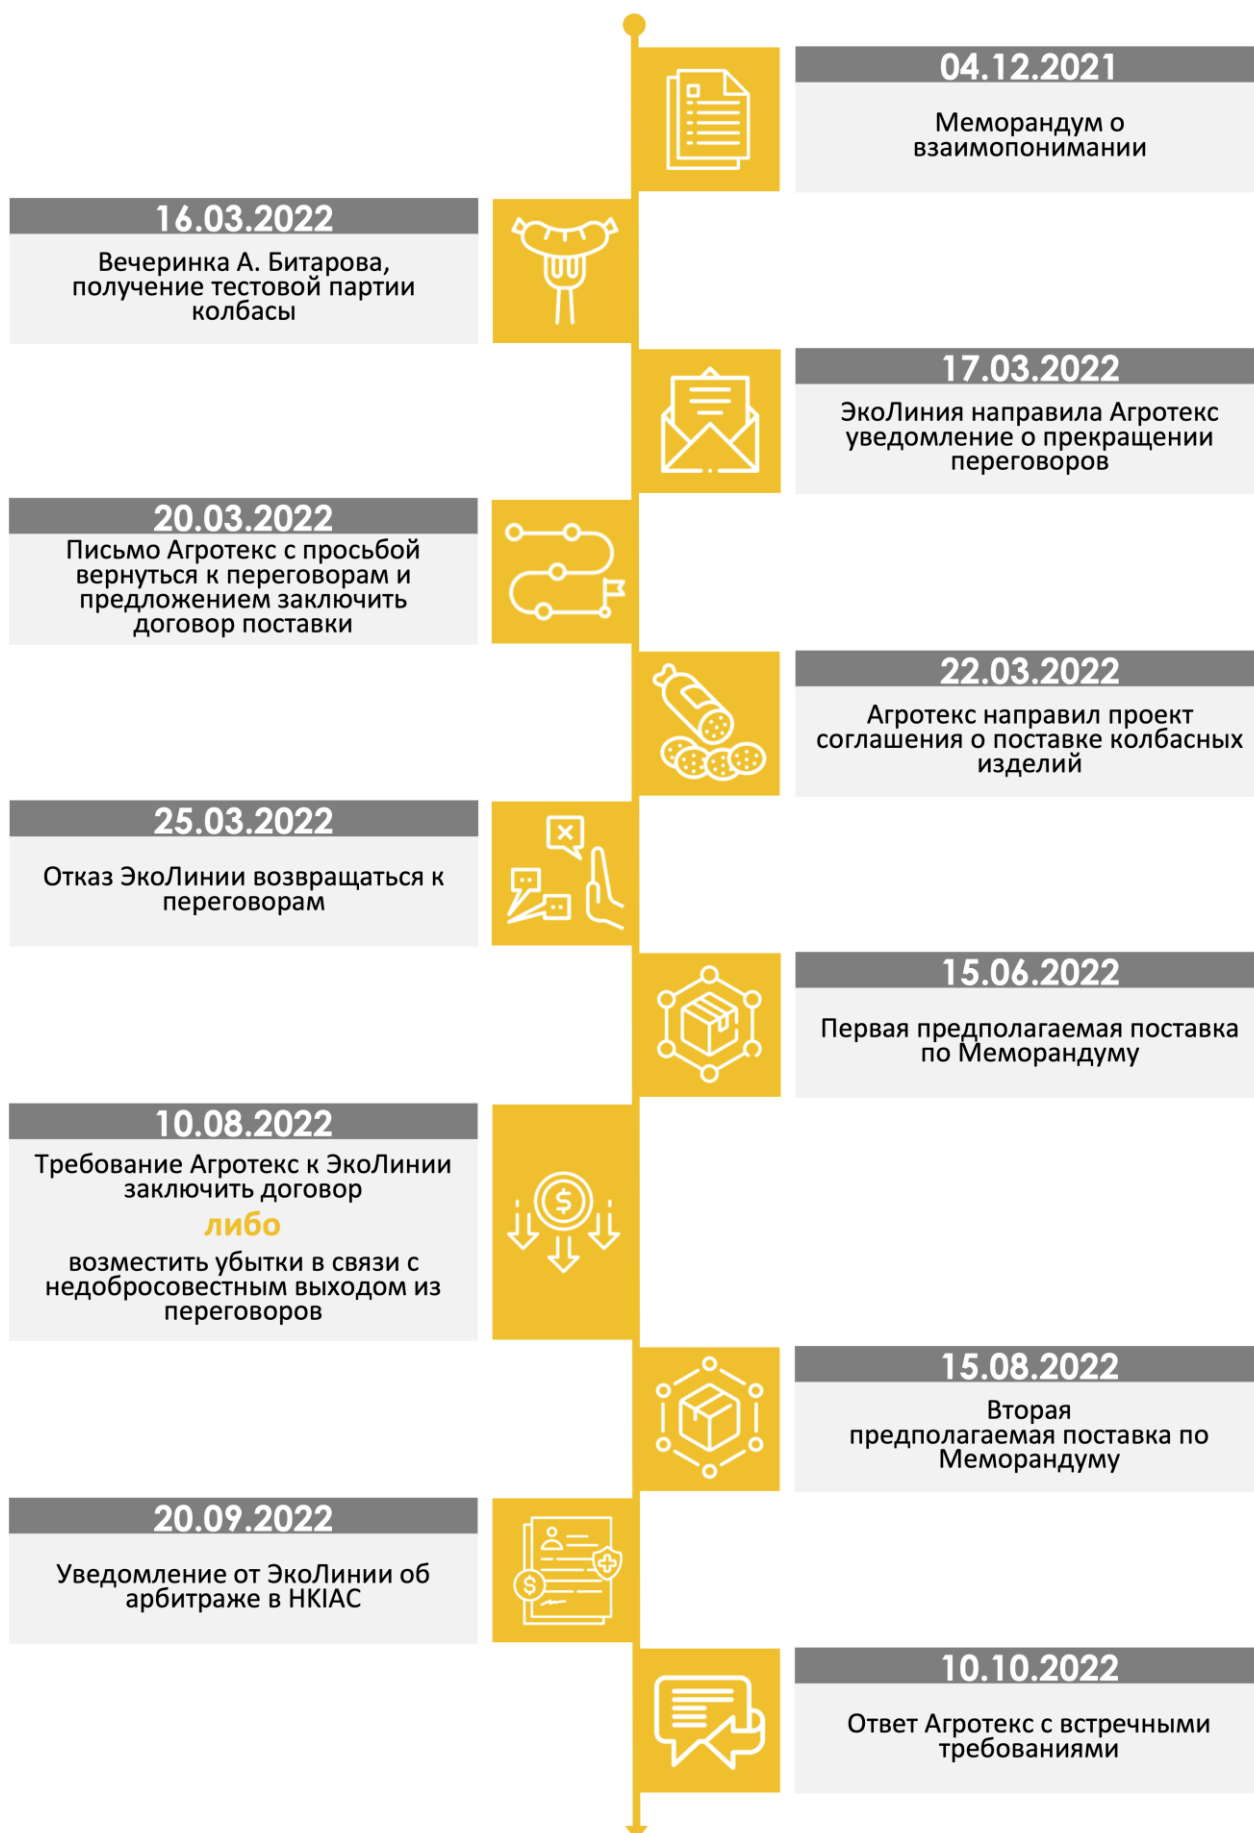 04.12.2021
Меморандум о
взаимопонимании
16.03.2022
Вечеринка А. Битарова,
получение тестовой партии
колбасы
17.03.2022
ЭкоЛиния направила Агротекс
уведомление о прекращении
переговоров
20.03.2022
Письмо Агротекс с просьбой
вернуться к переговорам и
предложением заключить
договор поставки
22.03.2022
Агротекс направил проект
соглашения о поставке колбасных
изделий
25.03.2022
Отказ ЭкоЛинии возвращаться к
переговорам
15.06.2022
Первая предполагаемая поставка
по Меморандуму
10.08.2022
Требование Агротекс к ЭкоЛинии
заключить договор
либо
возместить убытки в связи с
недобросовестным выходом из
переговоров
15.08.2022
Вторая
предполагаемая поставка по
Меморандуму
20.09.2022
Уведомление от ЭкоЛинии об
арбитраже в HKIAC
10.10.2022
Ответ Агротекс с встречными
требованиями